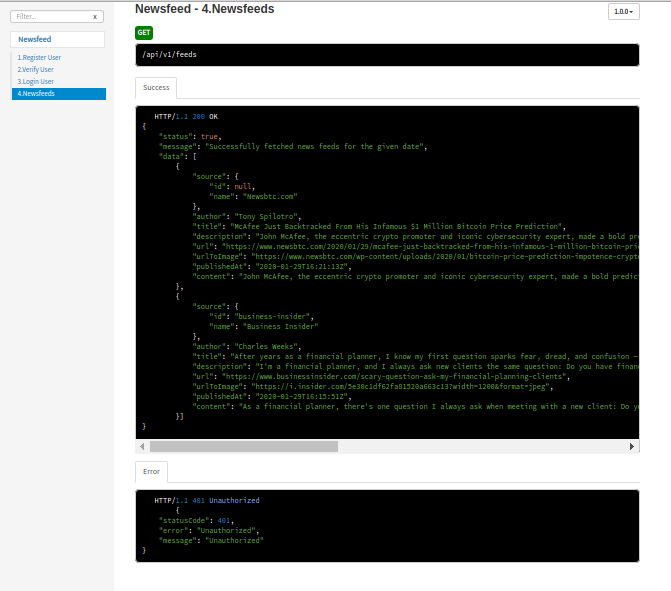 Newsfeed - 4.Newsfeeds
1.0.0
Filter...
x
Newsfeed
1.Register User
2.Verify User
3.Login User
4.Newsfeeds
GET
/api/v1/feeds
Success
HTTP/1.1 200 OK
{
"status": true,
"message": "Successfully fetched news feeds for the given date",
"data": [
{
"source": {
"id": null,
"name": "Newsbtc.com"
},
"author": "Tony Spilotro",
"title": "McAfee Just Backtracked From His Infamous $1 Million Bitcoin Price Prediction",
"description": "John McAfee, the eccentric crypto promoter and iconic cybersecurity expert, made a bold pre
"url": "https://www.newsbtc.com/2020/01/29/mcafee-just-backtracked-from-his-infamous-1-million-bitcoin-pric
"urlToImage": "https://www.newsbtc.com/wp-content/uploads/2020/01/bitcoin-price-prediction-impotence-crypto
"publishedAt": "2020-01-29T16:21:13Z",
"content": "John McAfee, the eccentric crypto promoter and iconic cybersecurity expert, made a bold predict
},
{
"source": {
"id": "business-insider",
"name": "Business Insider"
},
"author": "Charles Weeks",
"title": "After years as a financial planner, I know my first question sparks fear, dread, and confusion —
"description": "I'm a financial planner, and I always ask new clients the same question: Do you have finan
"url": "https://www.businessinsider.com/scary-question-ask-my-financial-planning-clients",
"urlToImage": "https://i.insider.com/5e30c1df62fa81520a663c13?width=1200&format=jpeg",
"publishedAt": "2020-01-29T16:15:51Z",
"content": "As a financial planner, there's one question I always ask when meeting with a new client: Do yo
}]
}
Error
HTTP/1.1 401 Unauthorized
{
"statusCode": 401,
"error": "Unauthorized",
"message": "Unauthorized"
}